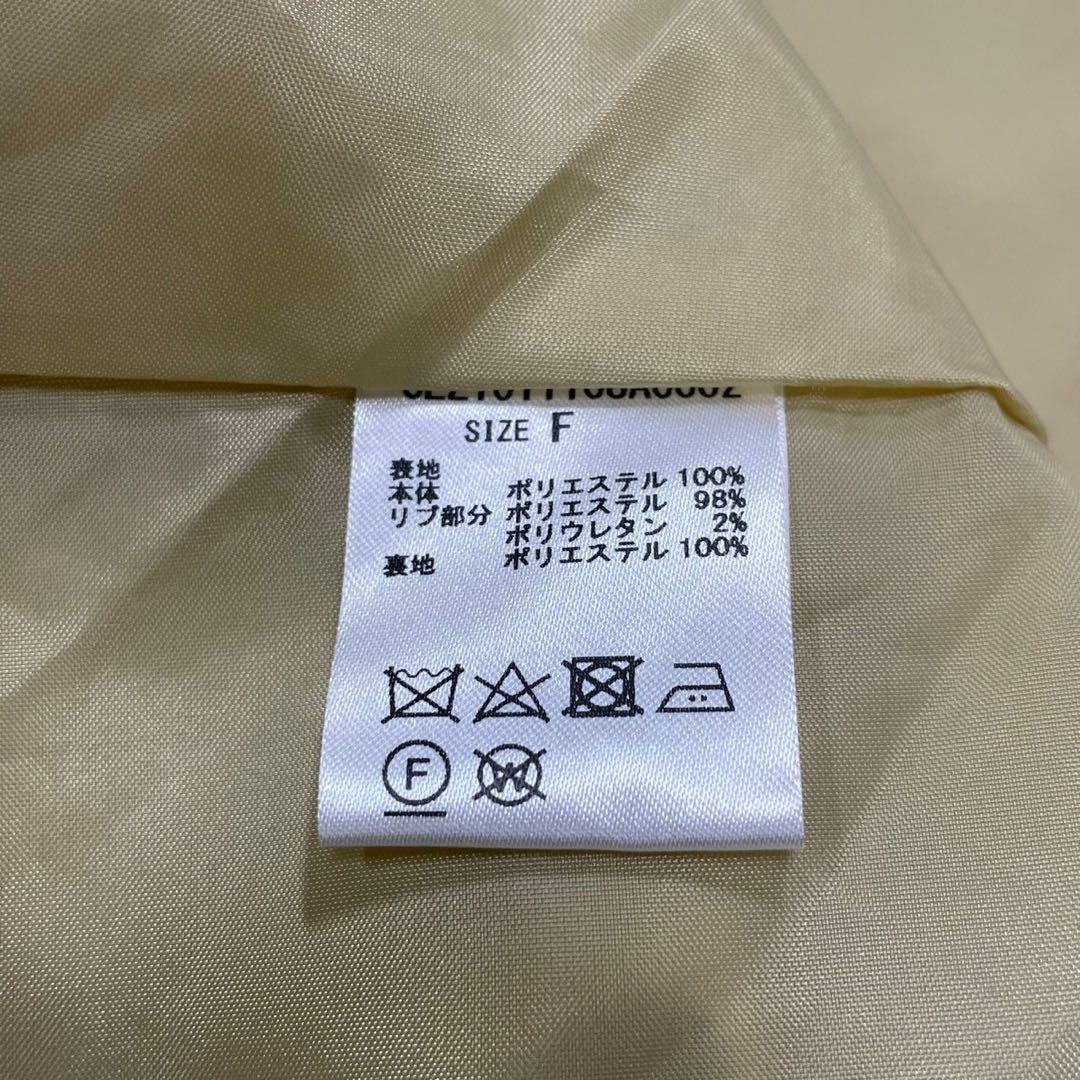 SIZE F
表地
本体 ポリエステル 100%
リブ部分 ポリエステル 98%
ポリウレタン 2%
裏地 ポリエステル 100%
F W